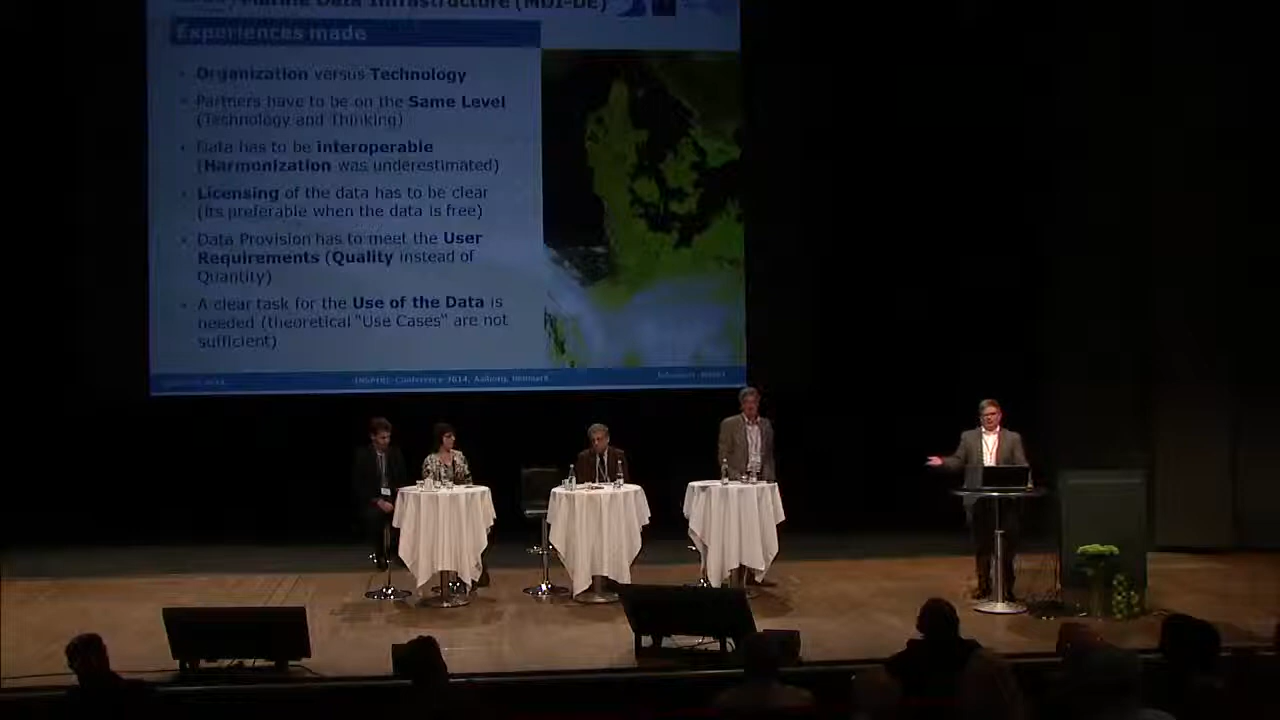 Marine Data Infrastructure (MDI-DE)
Experiences made
Organization versus Technology
Partners have to be on the Same Level
(Technology and Thinking)
Data has to be interoperable
(Harmonization was underestimated)
Licensing of the data has to be clear
(its preferable when the data is free)
Data Provision has to meet the User
Requirements (Quality instead of
Quantity)
A clear task for the Use of the Data is
needed (theoretical "Use Cases" are not
sufficient)
INSPIRE-Conference 2014, Aalborg, Denmark